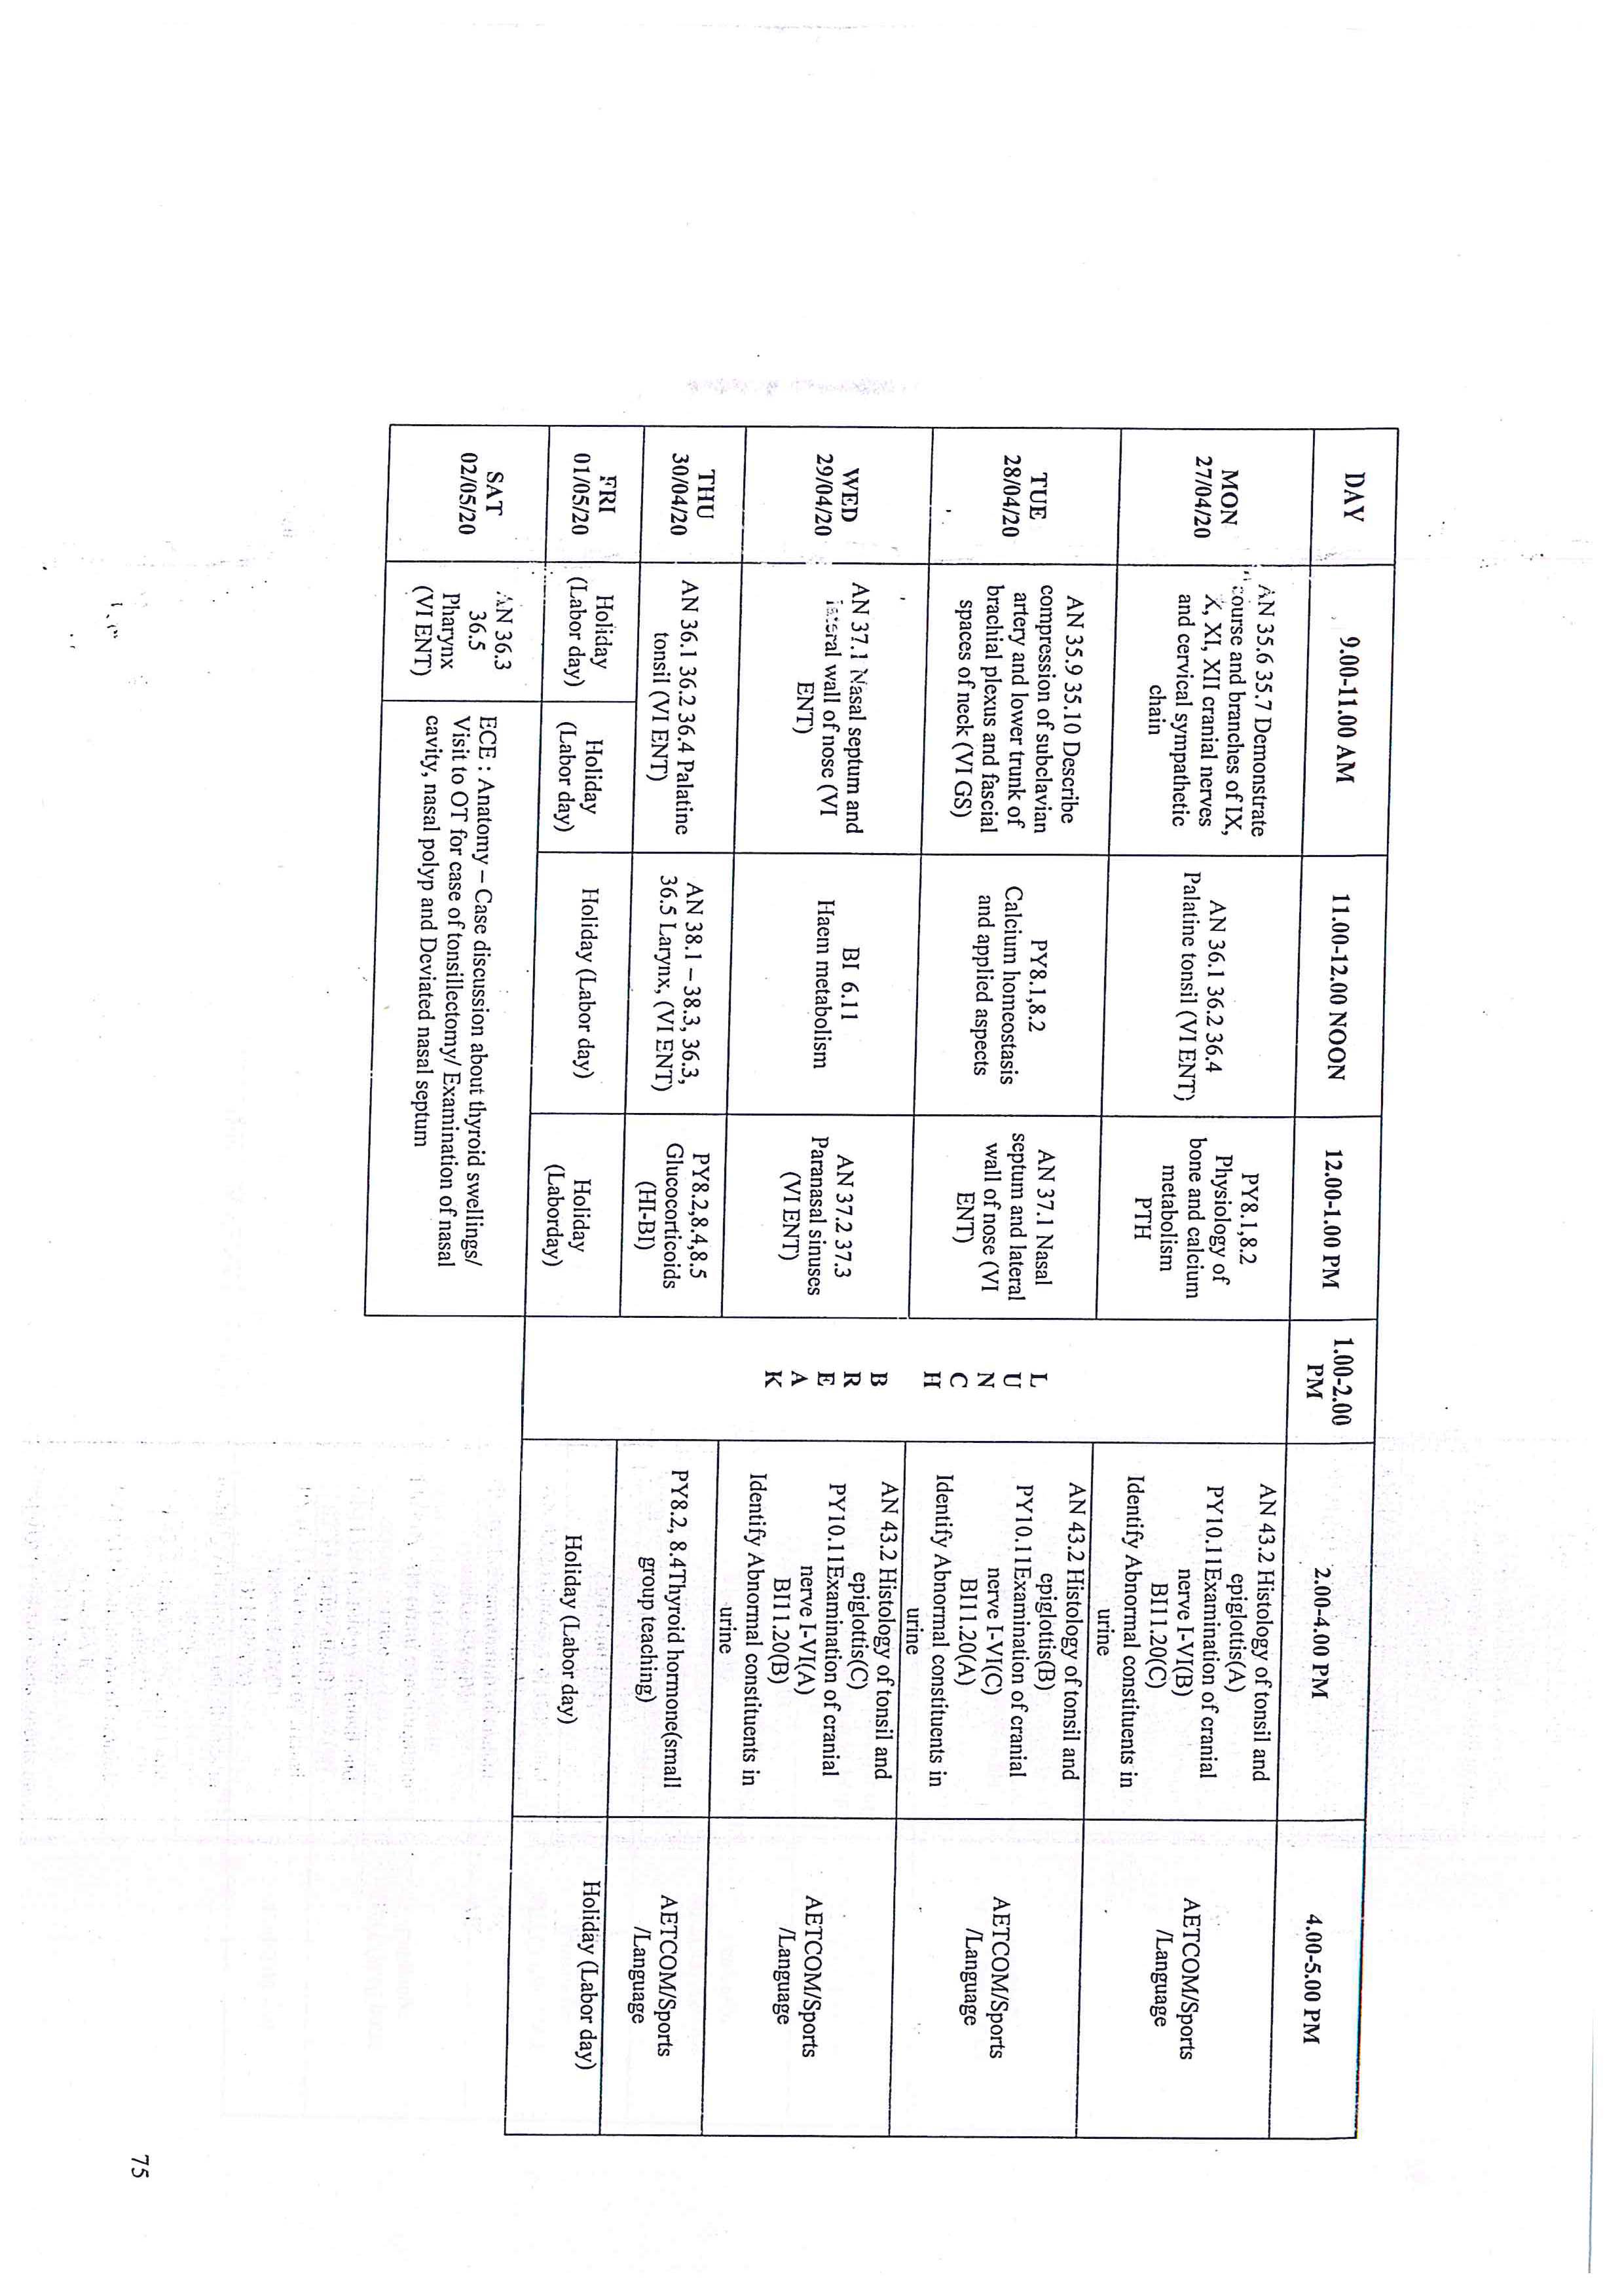 DAY
9.00-11.00 AM
11.00-12.00 NOON
12.00-1.00 PM
1.00-2.00
PM
2.00-4.00 PM
4.00-5.00 PM
MON
27/04/20
AN 35.6 35.7 Demonstrate
course and branches of IX,
X, XI, XII cranial nerves
and cervical sympathetic
chain
AN 36.1 36.2 36.4
Palatine tonsil (VI ENT)
PY8.1,8.2
Physiology of
bone and calcium
metabolism
PTH
L
U
N
C
H
B
R
E
A
K
AN 43.2 Histology of tonsil and
epiglottis(A)
PY10.11Examination of cranial
nerve I-VI(B)
BI11.20(C)
Identify Abnormal constituents in
urine
AETCOM/Sports
/Language
TUE
28/04/20
AN 35.9 35.10 Describe
compression of subclavian
artery and lower trunk of
brachial plexus and fascial
spaces of neck (VI GS)
PY8.1,8.2
Calcium homeostasis
and applied aspects
AN 37.1 Nasal
septum and lateral
wall of nose (VI
ENT)
AN 43.2 Histology of tonsil and
epiglottis(B)
PY10.11Examination of cranial
nerve I-VI(C)
BI11.20(A)
Identify Abnormal constituents in
urine
AETCOM/Sports
/Language
WED
29/04/20
AN 37.1 Nasal septum and
lateral wall of nose (VI
ENT)
BI 6.11
Haem metabolism
AN 37.2 37.3
Paranasal sinuses
(VI ENT)
AN 43.2 Histology of tonsil and
epiglottis(C)
PY10.11Examination of cranial
nerve I-VI(A)
BI11.20(B)
Identify Abnormal constituents in
urine
AETCOM/Sports
/Language
THU
30/04/20
AN 36.1 36.2 36.4 Palatine
tonsil (VI ENT)
AN 38.1 – 38.3, 36.3,
36.5 Larynx, (VI ENT)
PY8.2,8.4,8.5
Glucocorticoids
(HI-BI)
PY8.2, 8.4Thyroid hormone(small
group teaching)
AETCOM/Sports
/Language
FRI
01/05/20
Holiday
(Labor day)
Holiday
(Labor day)
Holiday (Labor day)
Holiday
(Laborday)
Holiday (Labor day)
Holiday (Labor day)
SAT
02/05/20
AN 36.3
36.5
Pharynx
(VI ENT)
ECE : Anatomy – Case discussion about thyroid swellings/
Visit to OT for case of tonsillectomy/ Examination of nasal
cavity, nasal polyp and Deviated nasal septum
75